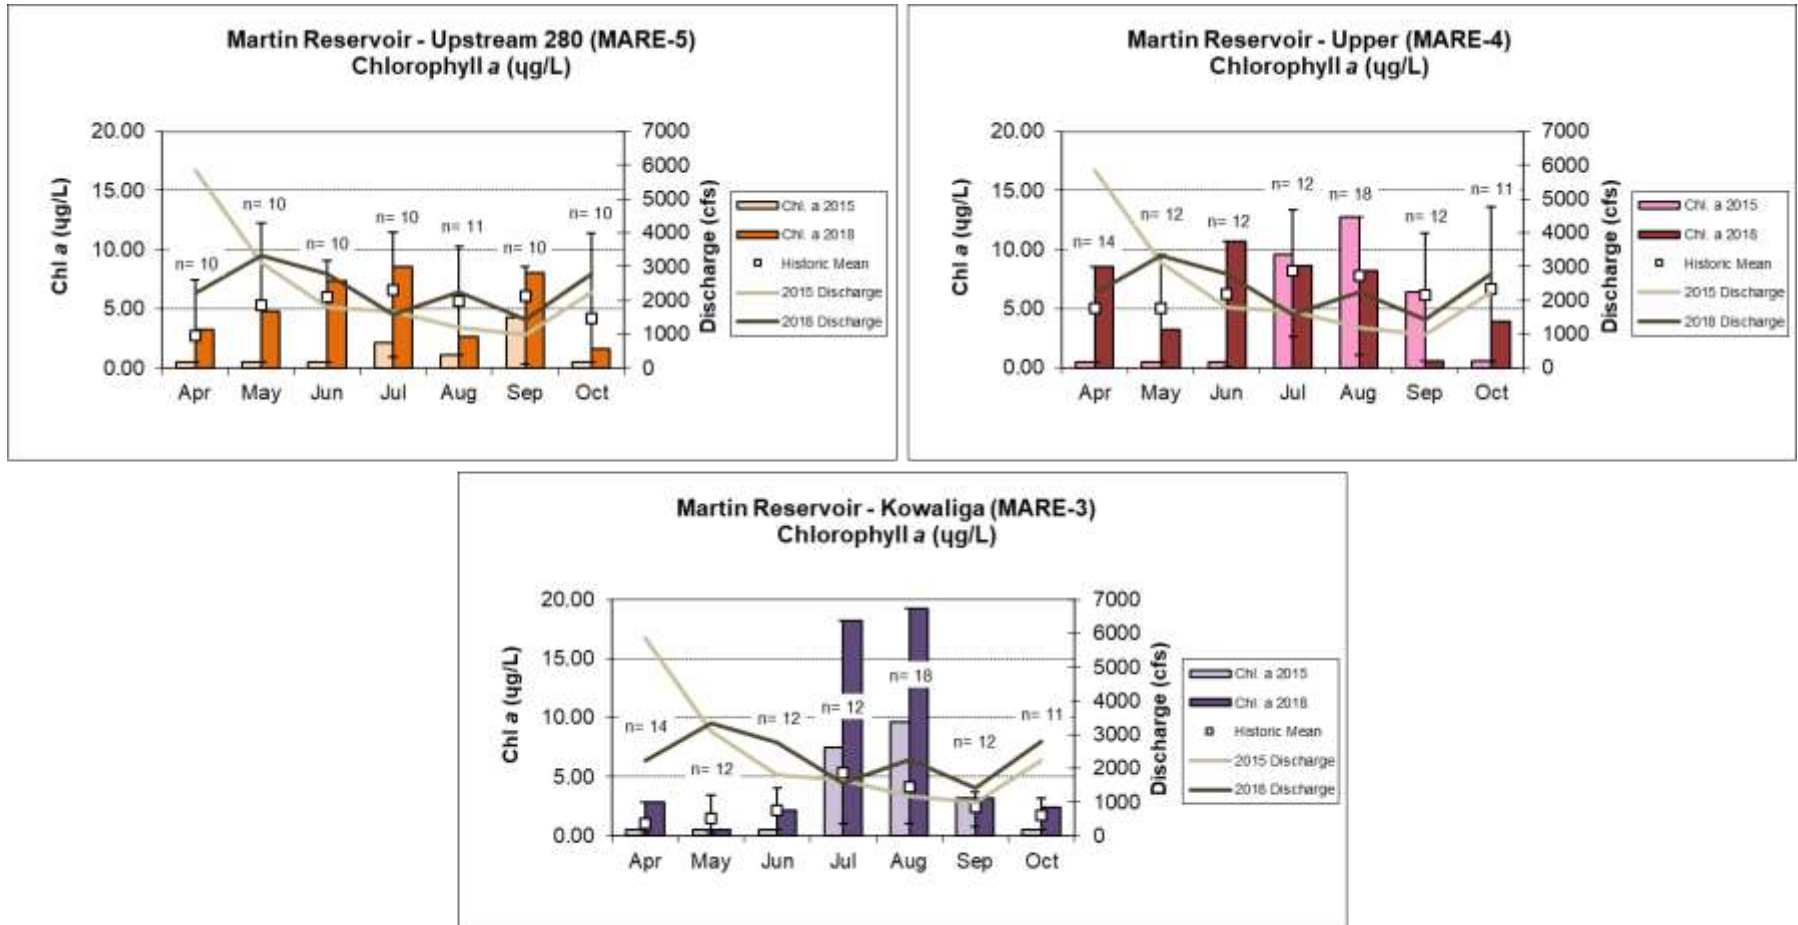 Martin Reservoir - Upstream 280 (MARE-5)
Chlorophyll a (ųg/L)
20.00
15.00
10.00
5.00
0.00
Chl a (ųg/L)
n= 10
n= 10
n= 10
n= 10
n= 11
n= 10
n= 10
7000
6000
5000
4000
3000
2000
1000
0
Discharge (cfs)
Apr May Jun Jul Aug Sep Oct
Chl. a 2015
Chl. a 2018
Historic Mean
2015 Discharge
2018 Discharge
Martin Reservoir - Upper (MARE-4)
Chlorophyll a (ųg/L)
20.00
15.00
10.00
5.00
0.00
Chl a (ųg/L)
n= 14
n= 12
n= 12
n= 12
n= 18
n= 12
n= 11
7000
6000
5000
4000
3000
2000
1000
0
Discharge (cfs)
Apr May Jun Jul Aug Sep Oct
Chl. a 2015
Chl. a 2018
Historic Mean
2015 Discharge
2018 Discharge
Martin Reservoir - Kowaliga (MARE-3)
Chlorophyll a (ųg/L)
20.00
15.00
10.00
5.00
0.00
Chl a (ųg/L)
n= 14
n= 12
n= 12
n= 12
n= 18
n= 12
n= 11
7000
6000
5000
4000
3000
2000
1000
0
Discharge (cfs)
Apr May Jun Jul Aug Sep Oct
Chl. a 2015
Chl. a 2018
Historic Mean
2015 Discharge
2018 Discharge